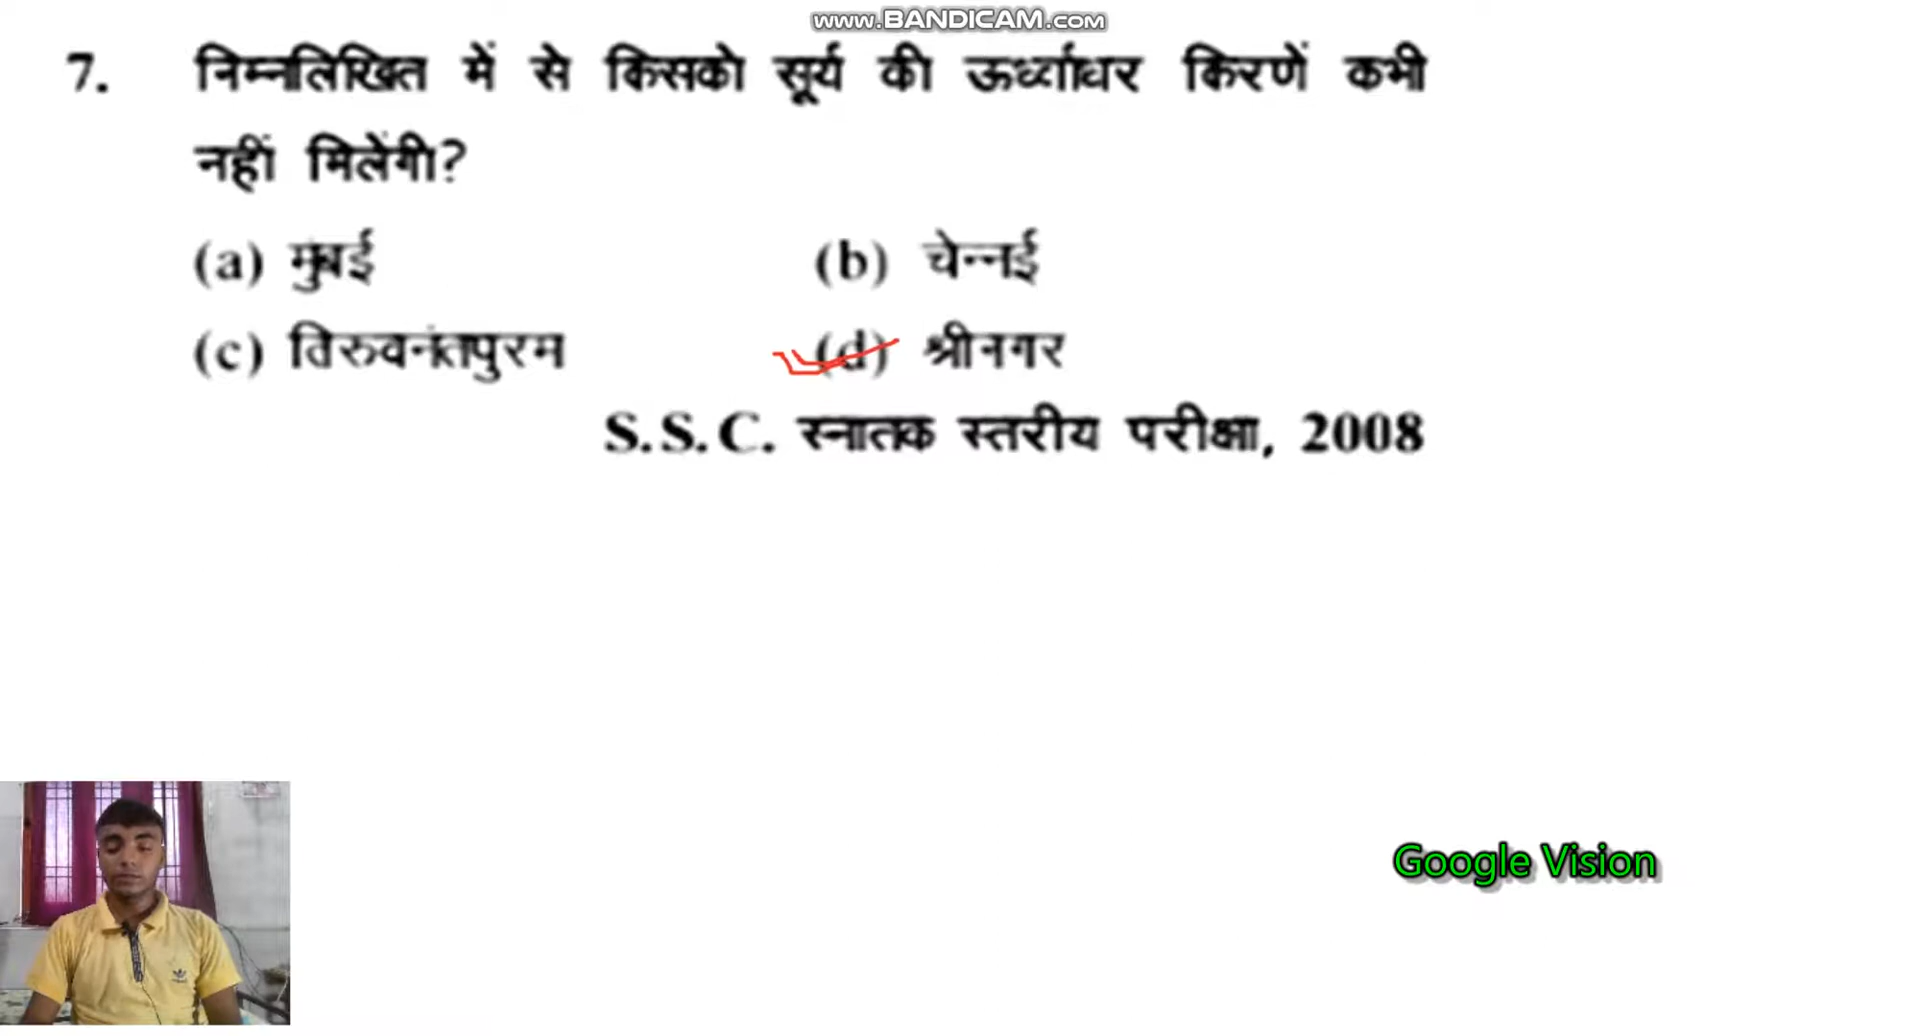 www.BANDICAM.com
7. निम्नलिखित में से किसको सूर्य की ऊर्ध्वाधर किरणें कभी
नहीं मिलेंगी?
(a) मुंबई (b) चेन्नई
(c) तिरुवनंतपुरम (d) श्रीनगर
S.S.C. स्नातक स्तरीय परीक्षा, 2008
Google Vision